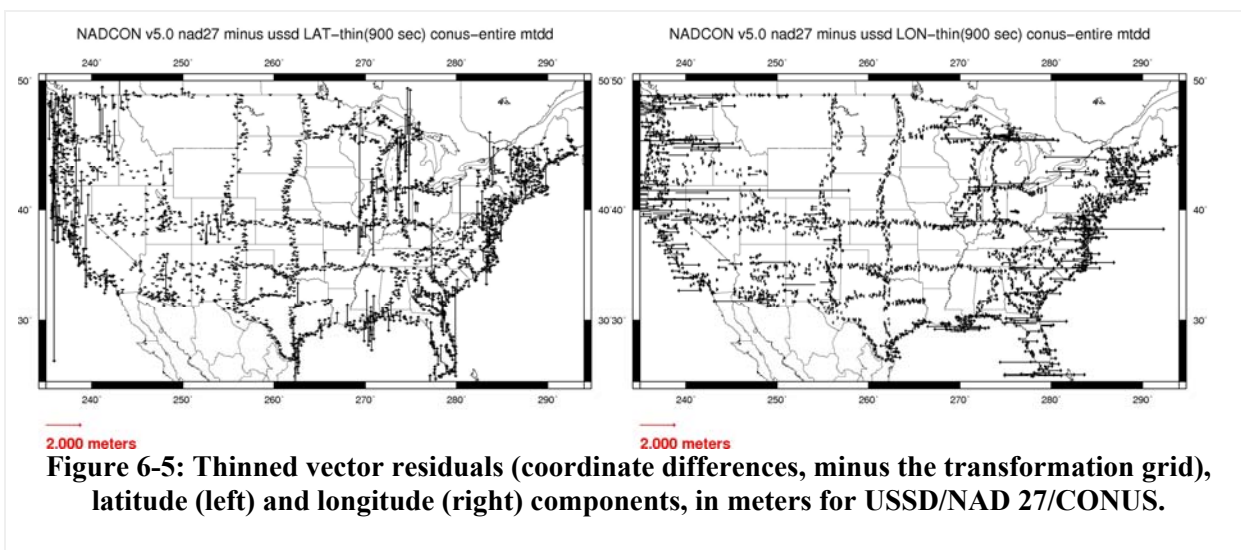 NADCON v5.0 nad27 minus ussd LAT-thin(900 sec) conus-entire mtdd
240° 250° 260° 270° 280° 290°
50° 50°
40° 40°
30° 30°
240° 250° 260° 270° 280° 290°
2.000 meters
NADCON v5.0 nad27 minus ussd LON-thin(900 sec) conus-entire mtdd
240° 250° 260° 270° 280° 290°
50° 50°
40° 40°
30° 30°
240° 250° 260° 270° 280° 290°
2.000 meters
Figure 6-5: Thinned vector residuals (coordinate differences, minus the transformation grid),
latitude (left) and longitude (right) components, in meters for USSD/NAD 27/CONUS.